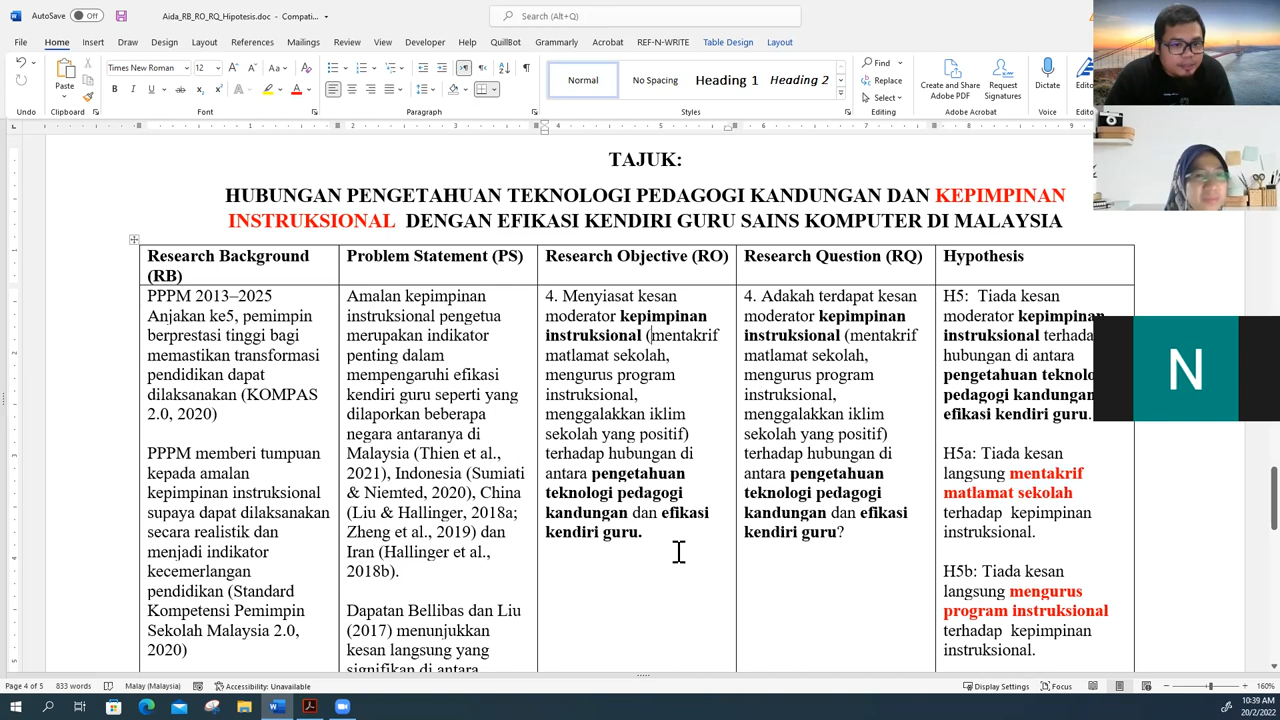 AutoSave Off Aida_RB_RO_RQ_Hipotesis.doc - Compati... Search (Alt+Q)
File Home Insert Draw Design Layout References Mailings Review View Developer Help QuillBot Grammarly Acrobat REF-N-WRITE Table Design Layout
Paste Times New Roman 12 Normal No Spacing Heading 1 Heading 2 Find Replace Select Create and Share Adobe PDF Request Signatures Dictate Editor
Undo Clipboard Font Paragraph Styles Editing Adobe Acrobat Voice
TAJUK:
HUBUNGAN PENGETAHUAN TEKNOLOGI PEDAGOGI KANDUNGAN DAN KEPIMPINAN
INSTRUKSIONAL DENGAN EFIKASI KENDIRI GURU SAINS KOMPUTER DI MALAYSIA
Research Background
(RB)
Problem Statement (PS)
Research Objective (RO)
Research Question (RQ)
Hypothesis
PPPM 2013–2025
Anjakan ke5, pemimpin
berprestasi tinggi bagi
memastikan transformasi
pendidikan dapat
dilaksanakan (KOMPAS
2.0, 2020)
PPPM memberi tumpuan
kepada amalan
kepimpinan instruksional
supaya dapat dilaksanakan
secara realistik dan
menjadi indikator
kecemerlangan
pendidikan (Standard
Kompetensi Pemimpin
Sekolah Malaysia 2.0,
2020)
Amalan kepimpinan
instruksional pengetua
merupakan indikator
penting dalam
mempengaruhi efikasi
kendiri guru seperti yang
dilaporkan beberapa
negara antaranya di
Malaysia (Thien et al.,
2021), Indonesia (Sumiati
& Niemted, 2020), China
(Liu & Hallinger, 2018a;
Zheng et al., 2019) dan
Iran (Hallinger et al.,
2018b).
Dapatan Bellibas dan Liu
(2017) menunjukkan
kesan langsung yang
signifikan di antara
4. Menyiasat kesan
moderator kepimpinan
instruksional (mentakrif
matlamat sekolah,
mengurus program
instruksional,
menggalakkan iklim
sekolah yang positif)
terhadap hubungan di
antara pengetahuan
teknologi pedagogi
kandungan dan efikasi
kendiri guru.
4. Adakah terdapat kesan
moderator kepimpinan
instruksional (mentakrif
matlamat sekolah,
mengurus program
instruksional,
menggalakkan iklim
sekolah yang positif)
terhadap hubungan di
antara pengetahuan
teknologi pedagogi
kandungan dan efikasi
kendiri guru?
H5: Tiada kesan
moderator kepimpinan
instruksional terhada
hubungan di antara
pengetahuan teknolo
pedagogi kandungan
efikasi kendiri guru.
H5a: Tiada kesan
langsung mentakrif
matlamat sekolah
terhadap kepimpinan
instruksional.
H5b: Tiada kesan
langsung mengurus
program instruksional
terhadap kepimpinan
instruksional.
N
Page 4 of 5 833 words Malay (Malaysia) Accessibility: Unavailable Display Settings Focus 160%
10:39 AM
20/2/2022